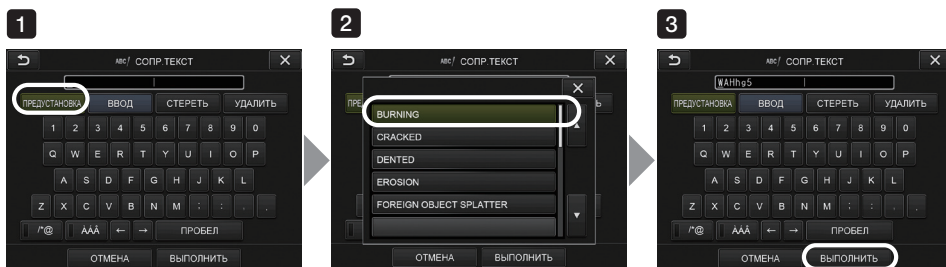 1
ABC/ СОПР.ТЕКСТ
ПРЕДУСТАНОВКА ВВОД СТЕРЕТЬ УДАЛИТЬ
1 2 3 4 5 6 7 8 9 0
Q W E R T Y U I O P
A S D F G H J K L
Z X C V B N M ; : , .
/*@ ÀÁÂ ← → ПРОБЕЛ
ОТМЕНА ВЫПОЛНИТЬ
2
ABC/ СОПР.ТЕКСТ
ПРЕ
Ь
BURNING
CRACKED
DENTED
EROSION
FOREIGN OBJECT SPLATTER
ОТМЕНА ВЫПОЛНИТЬ
3
ABC/ СОПР.ТЕКСТ
WAHhg5
ПРЕДУСТАНОВКА ВВОД СТЕРЕТЬ УДАЛИТЬ
1 2 3 4 5 6 7 8 9 0
Q W E R T Y U I O P
A S D F G H J K L
Z X C V B N M ; : , .
/*@ ÀÁÂ ← → ПРОБЕЛ
ОТМЕНА ВЫПОЛНИТЬ